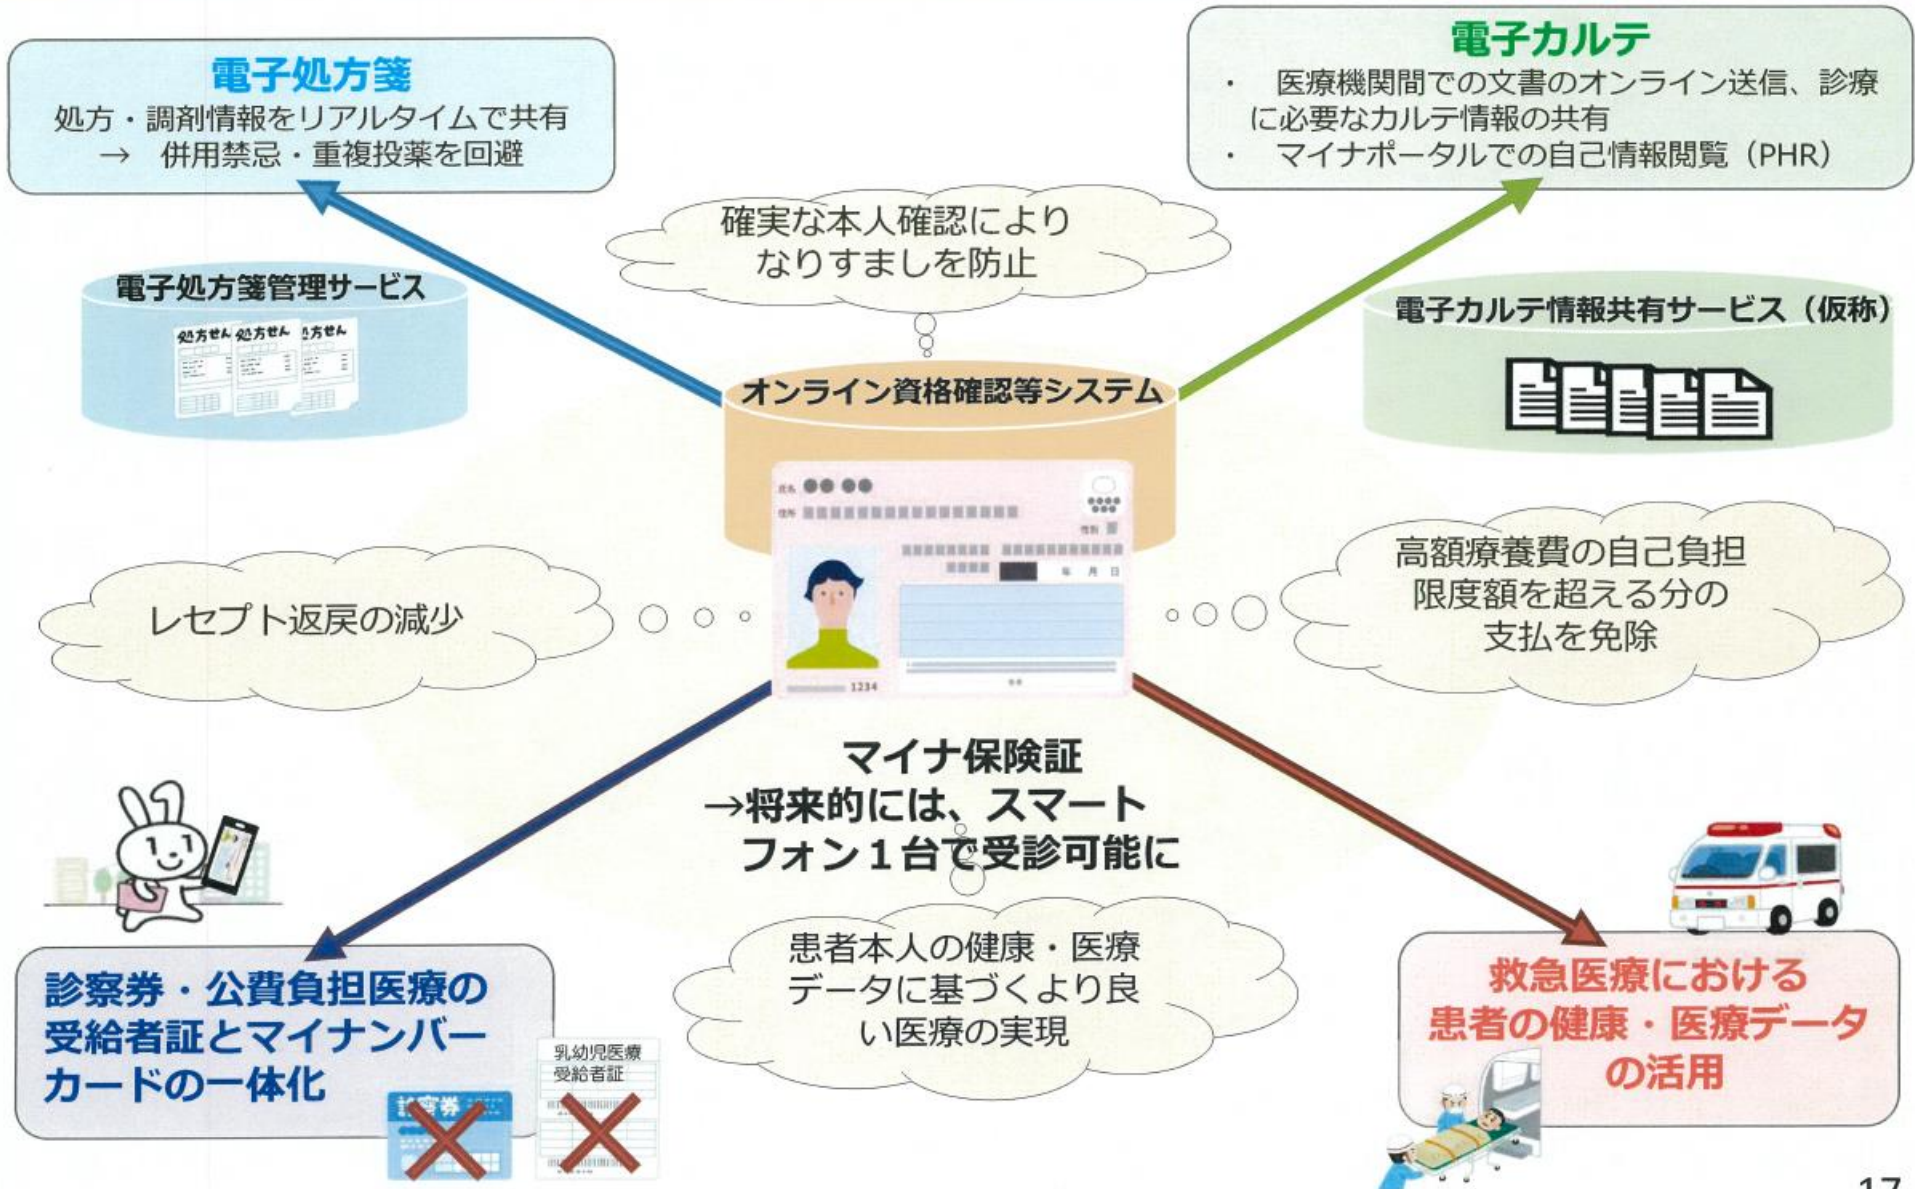 電子処方箋
処方・調剤情報をリアルタイムで共有
→ 併用禁忌・重複投薬を回避
電子カルテ
・ 医療機関間での文書のオンライン送信、診療
に必要なカルテ情報の共有
・ マイナポータルでの自己情報閲覧（PHR）
確実な本人確認により
なりすましを防止
電子処方箋管理サービス
処方せん 処方せん 処方せん
電子カルテ情報共有サービス（仮称）
オンライン資格確認等システム
氏名
住所
性別
年 月 日
1234
レセプト返戻の減少
高額療養費の自己負担
限度額を超える分の
支払を免除
マイナ保険証
→将来的には、スマート
フォン１台で受診可能に
患者本人の健康・医療
データに基づくより良
い医療の実現
診察券・公費負担医療の
受給者証とマイナンバー
カードの一体化
診察券
乳幼児医療
受給者証
救急医療における
患者の健康・医療データ
の活用
17